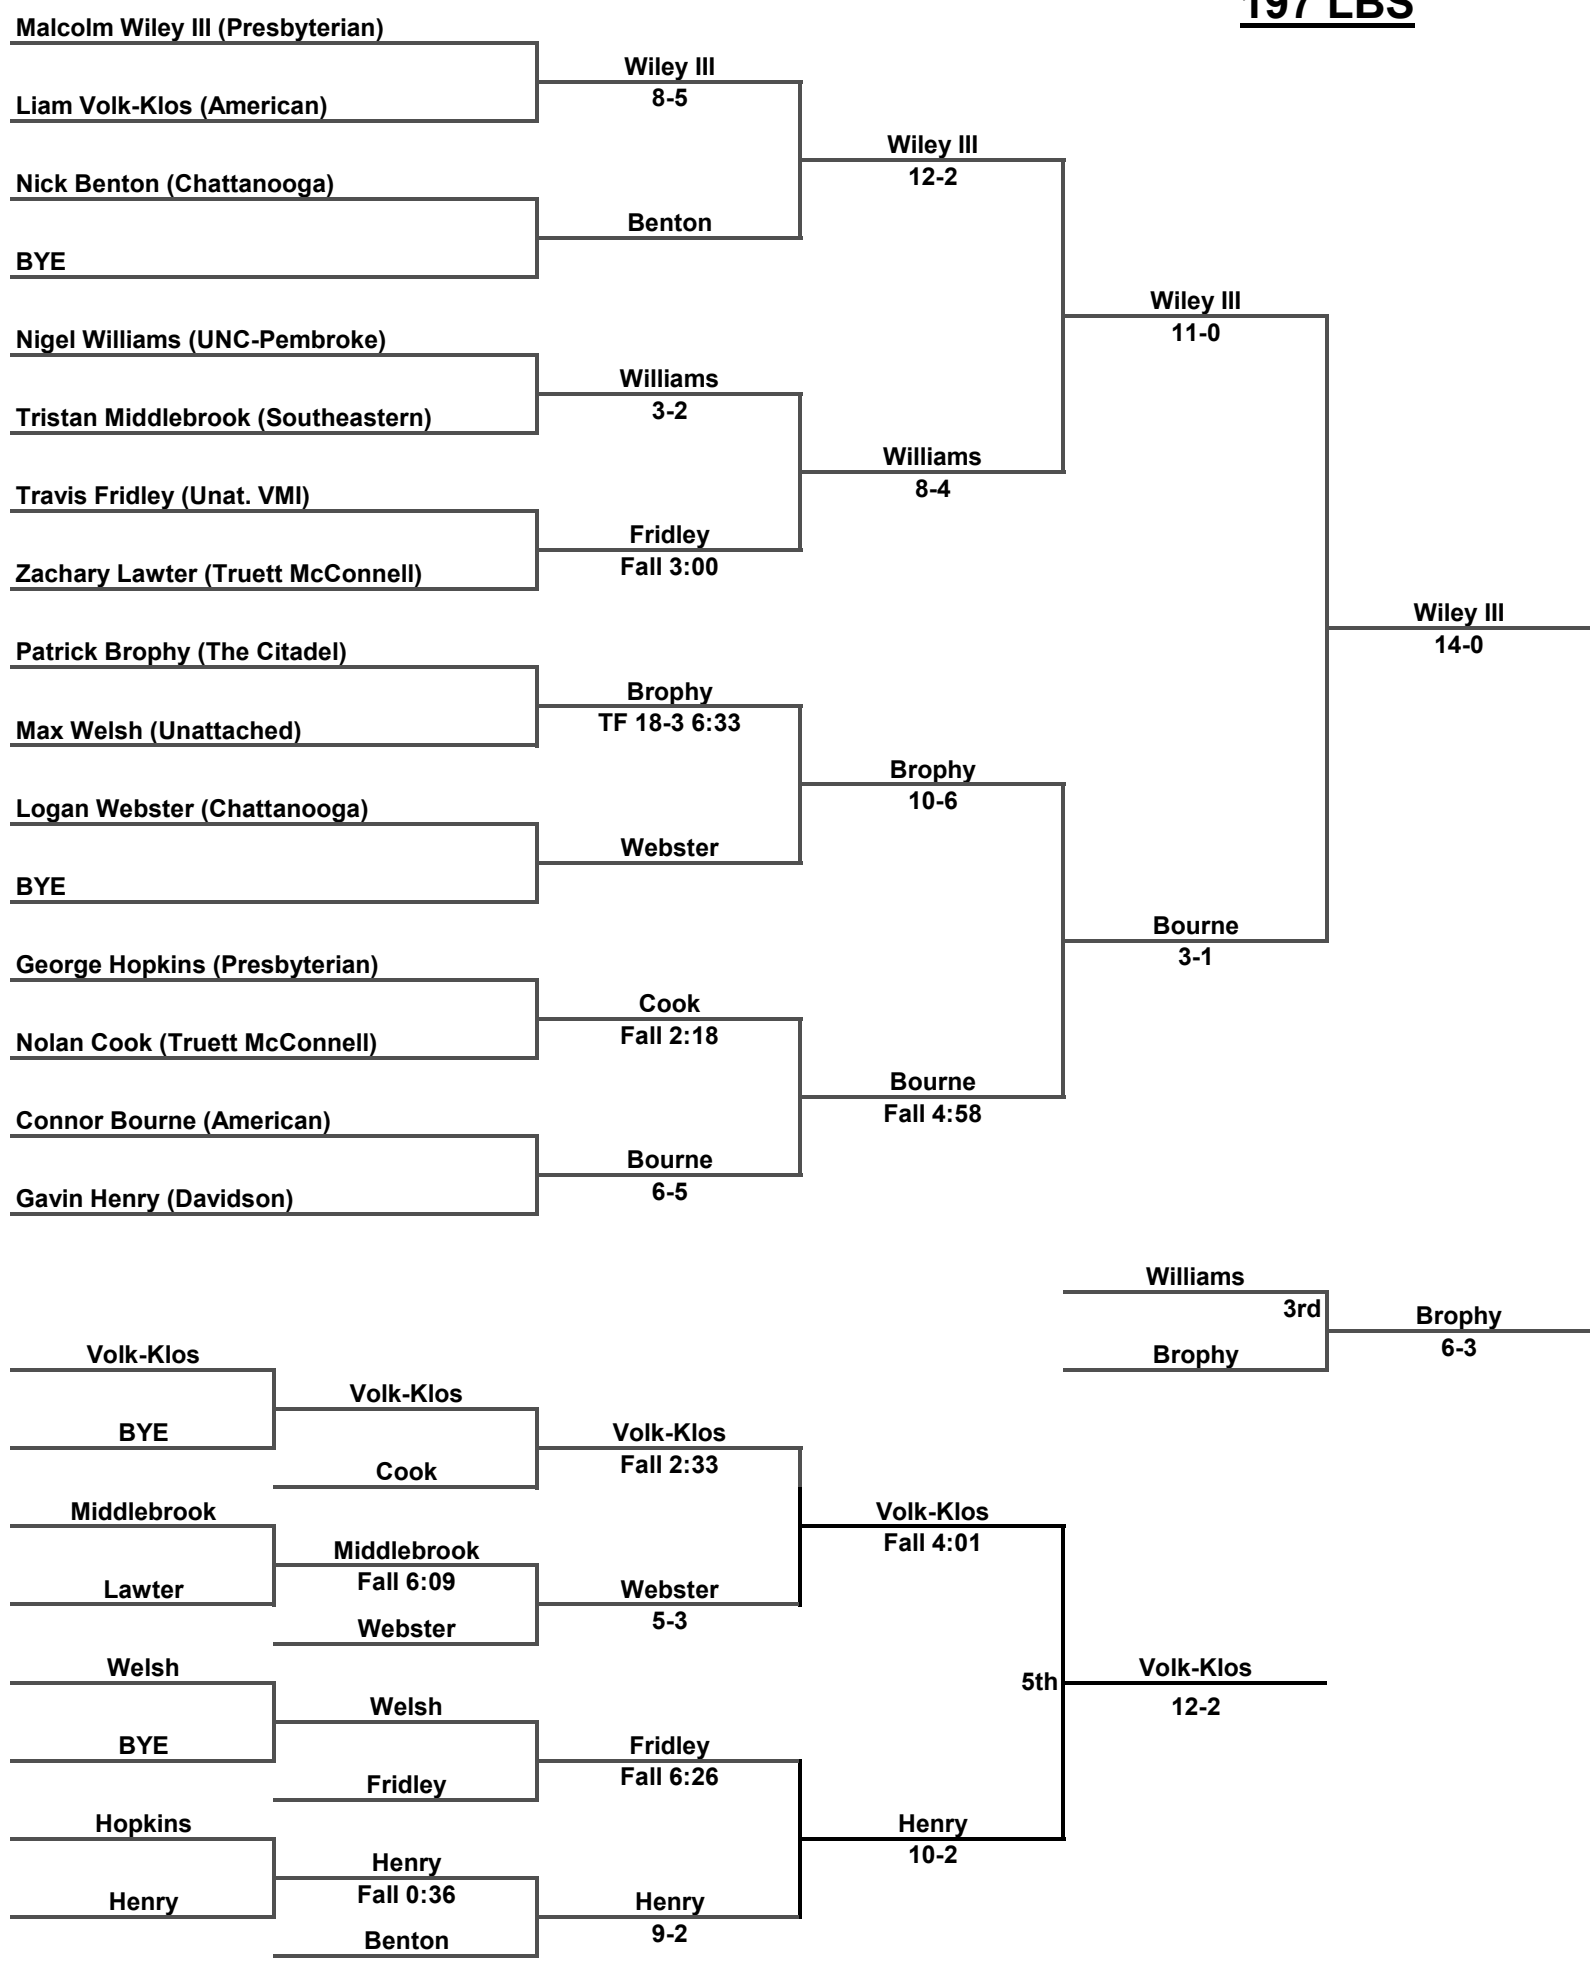 197 LBS
Malcolm Wiley III (Presbyterian)
Wiley III
8-5
Liam Volk-Klos (American)
Wiley III
12-2
Nick Benton (Chattanooga)
Benton
BYE
Wiley III
11-0
Nigel Williams (UNC-Pembroke)
Williams
3-2
Tristan Middlebrook (Southeastern)
Williams
8-4
Travis Fridley (Unat. VMI)
Fridley
Fall 3:00
Zachary Lawter (Truett McConnell)
Wiley III
14-0
Patrick Brophy (The Citadel)
Brophy
TF 18-3 6:33
Max Welsh (Unattached)
Brophy
10-6
Logan Webster (Chattanooga)
Webster
BYE
Bourne
3-1
George Hopkins (Presbyterian)
Cook
Fall 2:18
Nolan Cook (Truett McConnell)
Bourne
Fall 4:58
Connor Bourne (American)
Bourne
6-5
Gavin Henry (Davidson)
Williams
3rd
Brophy
6-3
Brophy
Volk-Klos
Volk-Klos
BYE
Volk-Klos
Fall 2:33
Cook
Middlebrook
Volk-Klos
Fall 4:01
Middlebrook
Fall 6:09
Lawter
Webster
5-3
Webster
Welsh
5th
Volk-Klos
12-2
Welsh
BYE
Fridley
Fall 6:26
Fridley
Hopkins
Henry
10-2
Henry
Fall 0:36
Henry
Henry
9-2
Benton